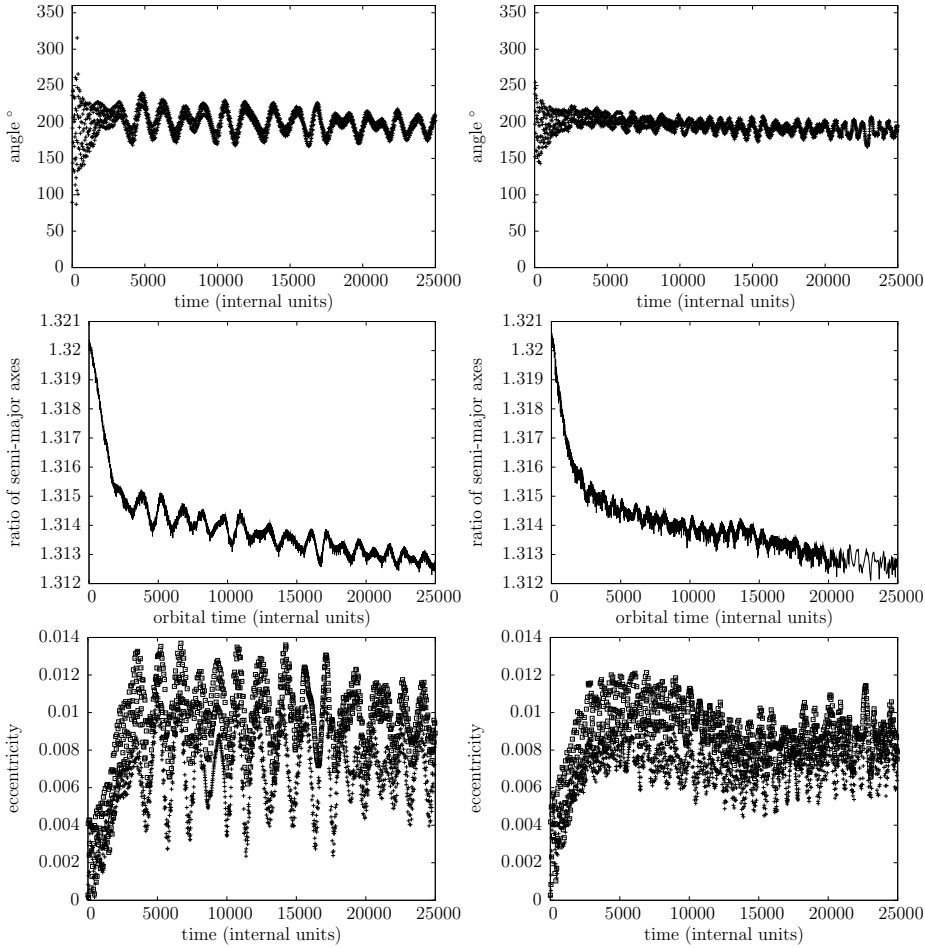 350
300
250
200
150
100
50
0
angle °
0 5000 10000 15000 20000 25000
time (internal units)
350
300
250
200
150
100
50
0
angle °
0 5000 10000 15000 20000 25000
time (internal units)
1.321
1.32
1.319
1.318
1.317
1.316
1.315
1.314
1.313
1.312
ratio of semi-major axes
0 5000 10000 15000 20000 25000
orbital time (internal units)
1.321
1.32
1.319
1.318
1.317
1.316
1.315
1.314
1.313
1.312
ratio of semi-major axes
0 5000 10000 15000 20000 25000
orbital time (internal units)
0.014
0.012
0.01
0.008
0.006
0.004
0.002
0
eccentricity
0 5000 10000 15000 20000 25000
time (internal units)
0.014
0.012
0.01
0.008
0.006
0.004
0.002
0
eccentricity
0 5000 10000 15000 20000 25000
time (internal units)